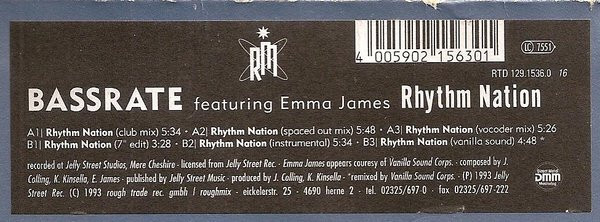 RM
4 005902 156301
LC 7551
RTD 129.1536.0 16
BASSRATE featuring Emma James Rhythm Nation
A1| Rhythm Nation (club mix) 5:34 · A2| Rhythm Nation (spaced out mix) 5:48 · A3| Rhythm Nation (vocoder mix) 5:26
B1| Rhythm Nation (7" edit) 3:28 · B2| Rhythm Nation (instrumental) 5:34 · B3| Rhythm Nation (vanilla sound) 4:48 *
recorded at Jelly Street Studios, Mere Cheshire - licensed from Jelly Street Rec. - Emma James appears couresy of Vanilla Sound Corps. - composed by J.
Colling, K. Kinsella, E. James - published by Jelly Street Music - produced by J. Colling, K. Kinsella - *remixed by Vanilla Sound Corps. - (P) 1993 Jelly
Street Rec. (C) 1993 rough trade rec. gmbh / roughmix - eickelerstr. 25 - 4690 herne 2 - tel. 02325/697-0 - fax 02325/697-222
DMM